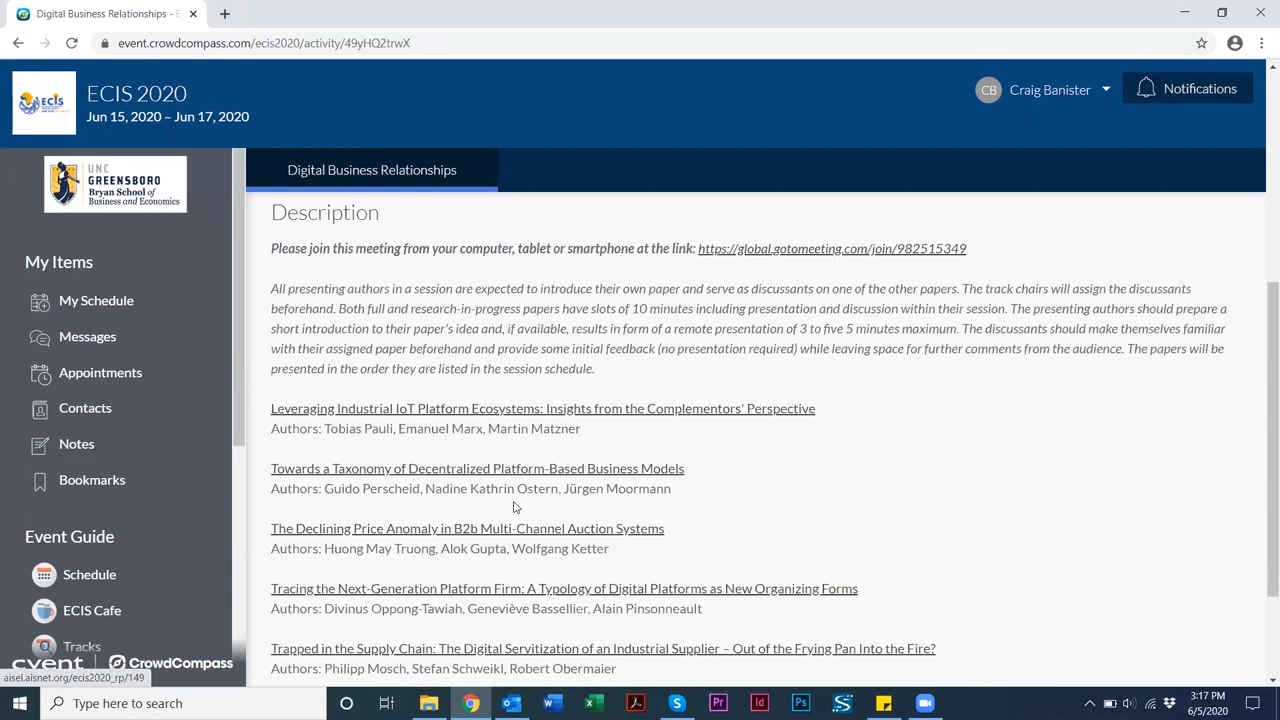 Digital Business Relationships - E
event.crowdcompass.com/ecis2020/activity/49yHQ2trwX
ECIS
ECIS 2020
Jun 15, 2020 – Jun 17, 2020
CB
Craig Banister
Notifications
UNC
GREENSBORO
Bryan School of
Business and Economics
My Items
My Schedule
Messages
Appointments
Contacts
Notes
Bookmarks
Event Guide
Schedule
ECIS Cafe
Tracks
cvent
CrowdCompass
aisel.aisnet.org/ecis2020_rp/149
Digital Business Relationships
Description
Please join this meeting from your computer, tablet or smartphone at the link: https://global.gotomeeting.com/join/982515349
All presenting authors in a session are expected to introduce their own paper and serve as discussants on one of the other papers. The track chairs will assign the discussants
beforehand. Both full and research-in-progress papers have slots of 10 minutes including presentation and discussion within their session. The presenting authors should prepare a
short introduction to their paper's idea and, if available, results in form of a remote presentation of 3 to five 5 minutes maximum. The discussants should make themselves familiar
with their assigned paper beforehand and provide some initial feedback (no presentation required) while leaving space for further comments from the audience. The papers will be
presented in the order they are listed in the session schedule.
Leveraging Industrial IoT Platform Ecosystems: Insights from the Complementors' Perspective
Authors: Tobias Pauli, Emanuel Marx, Martin Matzner
Towards a Taxonomy of Decentralized Platform-Based Business Models
Authors: Guido Perscheid, Nadine Kathrin Ostern, Jürgen Moormann
The Declining Price Anomaly in B2b Multi-Channel Auction Systems
Authors: Huong May Truong, Alok Gupta, Wolfgang Ketter
Tracing the Next-Generation Platform Firm: A Typology of Digital Platforms as New Organizing Forms
Authors: Divinus Oppong-Tawiah, Geneviève Bassellier, Alain Pinsonneault
Trapped in the Supply Chain: The Digital Servitization of an Industrial Supplier – Out of the Frying Pan Into the Fire?
Authors: Philipp Mosch, Stefan Schweikl, Robert Obermaier
Type here to search
3:17 PM
6/5/2020